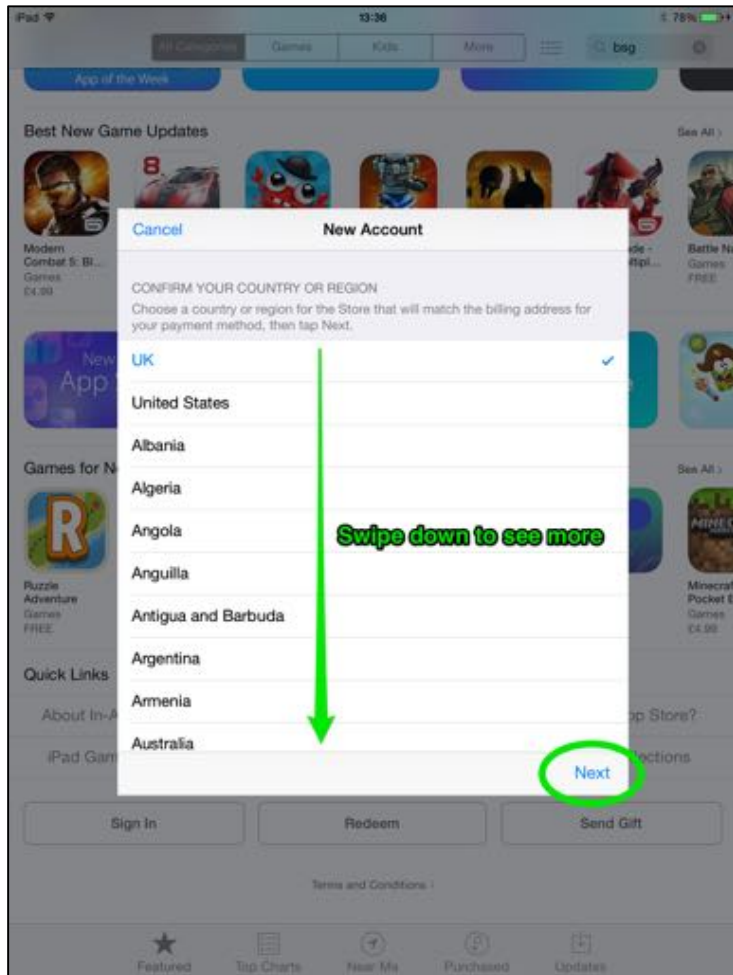 iPad 13:36 78%
All Categories Games Kids More bsg
App of the Week
Best New Game Updates See All >
8
Modern
Combat 5: Bl...
Games
£4.99
Battle Na
Games
FREE
Cancel New Account
CONFIRM YOUR COUNTRY OR REGION
Choose a country or region for the Store that will match the billing address for
your payment method, then tap Next.
UK
United States
Albania
Algeria
Angola
Swipe down to see more
Anguilla
Antigua and Barbuda
Argentina
Armenia
Australia
Next
New
App
Games for N See All >
R
MINEC
Ruzzle
Adventure
Games
FREE
Minecraf
Pocket E
Games
£4.99
Quick Links
About In-A pp Store?
iPad Gam lections
Sign In Redeem Send Gift
Terms and Conditions >
Featured Top Charts Near Me Purchased Updates